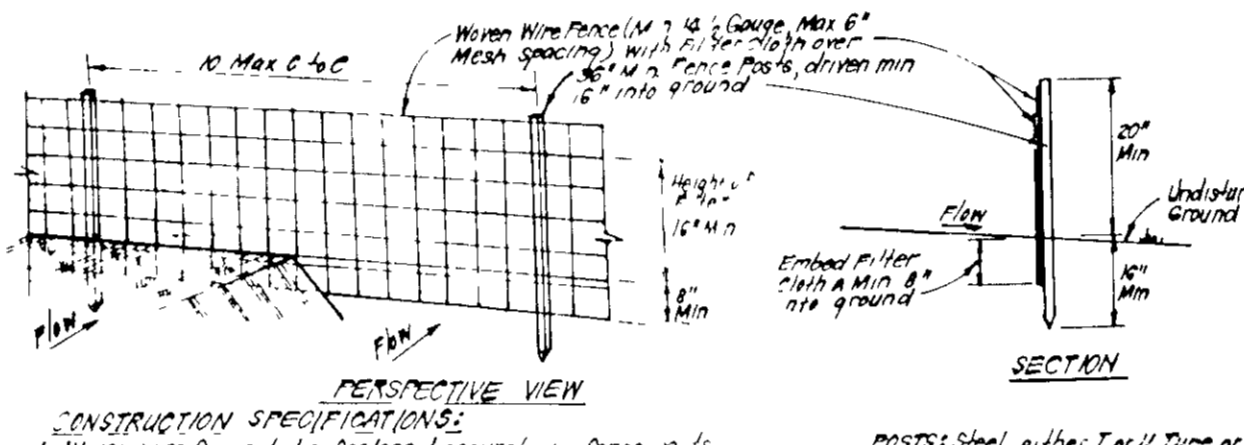 Woven Wire Fence (Min 14 ½ Gauge, Max 6"
Mesh Spacing) with Filter Cloth over
36" Min. Fence Posts, driven min
16" into ground
10 Max C to C
Height of
Filter
16" Min
8"
Min
Flow
Flow
PERSPECTIVE VIEW
20"
Min
Undistur
Ground
Flow
Embed Filter
Cloth A Min 8"
into ground
16"
Min
SECTION
CONSTRUCTION SPECIFICATIONS:
POSTS: Steel either T or U Type or